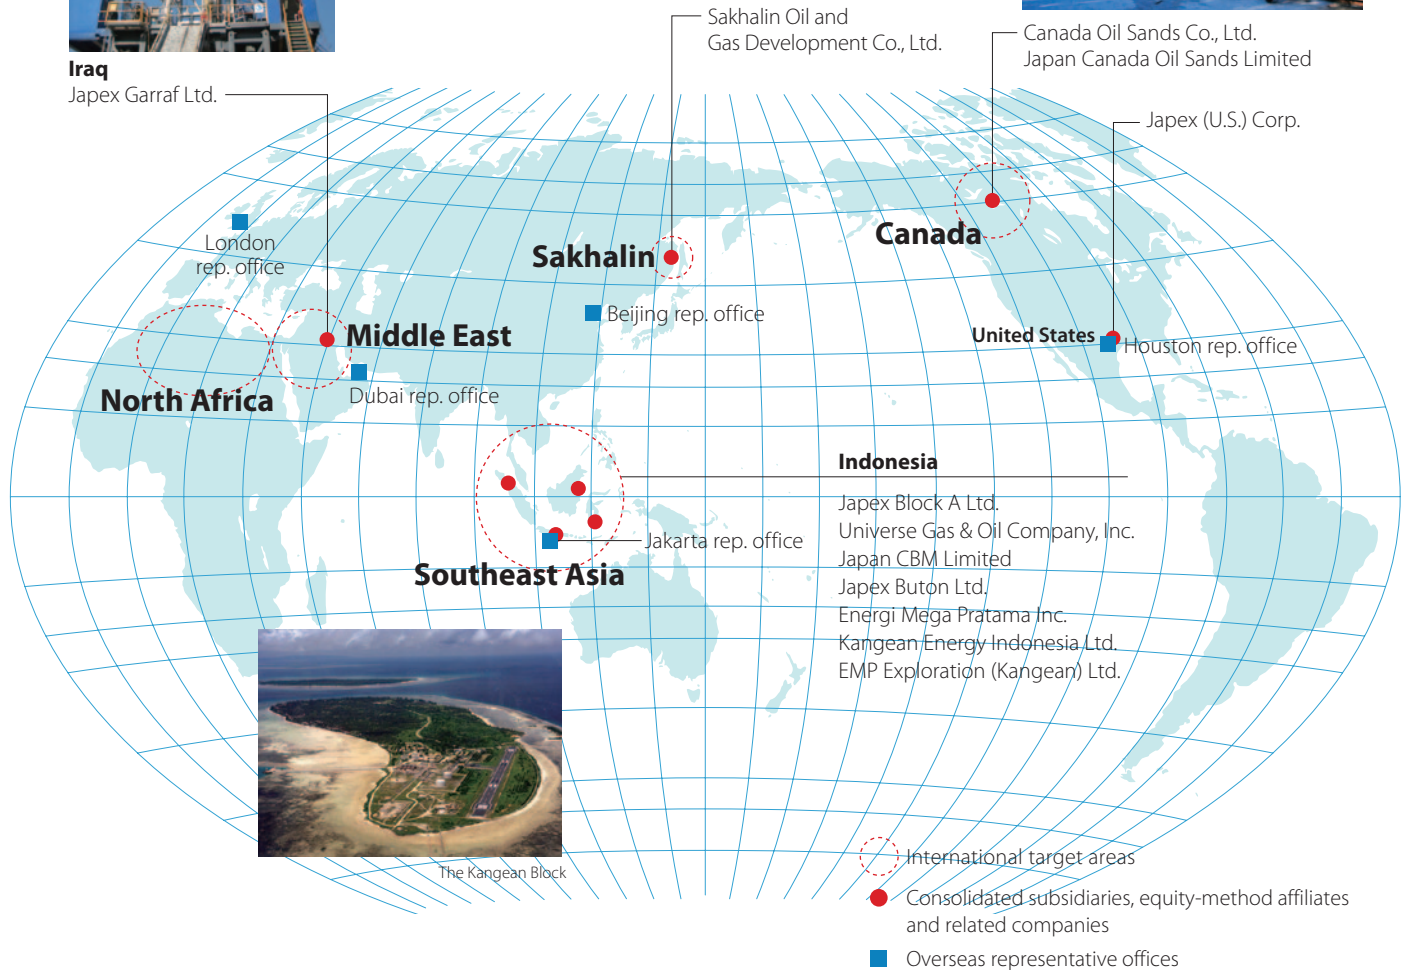 Sakhalin Oil and
Gas Development Co., Ltd.
Canada Oil Sands Co., Ltd.
Japan Canada Oil Sands Limited
Iraq
Japex Garraf Ltd.
Japex (U.S.) Corp.
London
rep. office
Sakhalin
Canada
Beijing rep. office
Middle East
United States
Houston rep. office
North Africa
Dubai rep. office
Indonesia
Japex Block A Ltd.
Universe Gas & Oil Company, Inc.
Japan CBM Limited
Japex Buton Ltd.
Energi Mega Pratama Inc.
Kangean Energy Indonesia Ltd.
EMP Exploration (Kangean) Ltd.
Jakarta rep. office
Southeast Asia
The Kangean Block
International target areas
Consolidated subsidiaries, equity-method affiliates
and related companies
Overseas representative offices